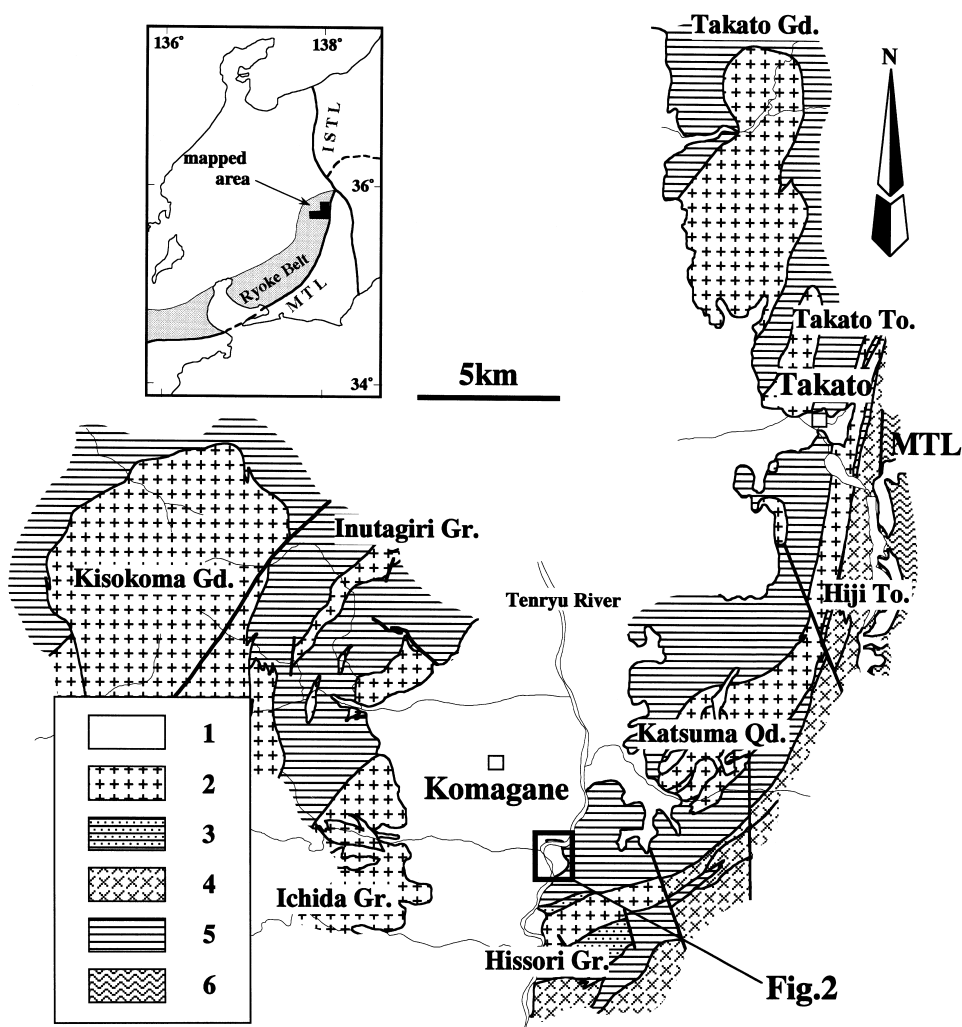 136°
138°
ISTL
mapped
area
36°
Ryoke Belt
MTL
34°
5km
N
Takato Gd.
Takato To.
Takato
MTL
Inutagiri Gr.
Kisokoma Gd.
Tenryu River
Hiji To.
Katsuma Qd.
Komagane
Ichida Gr.
Hissori Gr.
Fig.2
1
2
3
4
5
6